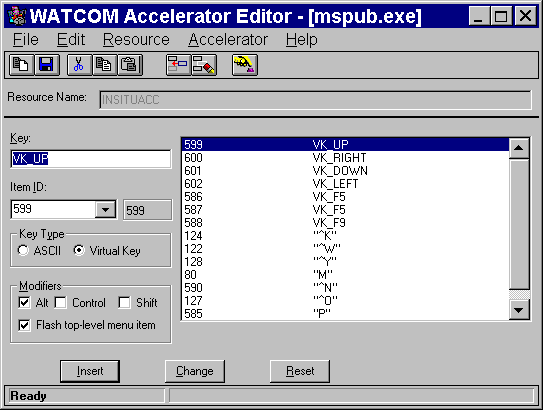 WATCOM Accelerator Editor - [mspub.exe]
File Edit Resource Accelerator Help
Resource Name: INSITUACC
Key:
VK_UP
Item ID:
599 599
Key Type
ASCII Virtual Key
Modifiers
Alt Control Shift
Flash top-level menu item
599 VK_UP
600 VK_RIGHT
601 VK_DOWN
602 VK_LEFT
586 VK_F5
587 VK_F5
588 VK_F9
124 "^K"
122 "^W"
128 "^Y"
80 "M"
590 "^N"
127 "^O"
585 "P"
Insert Change Reset
Ready